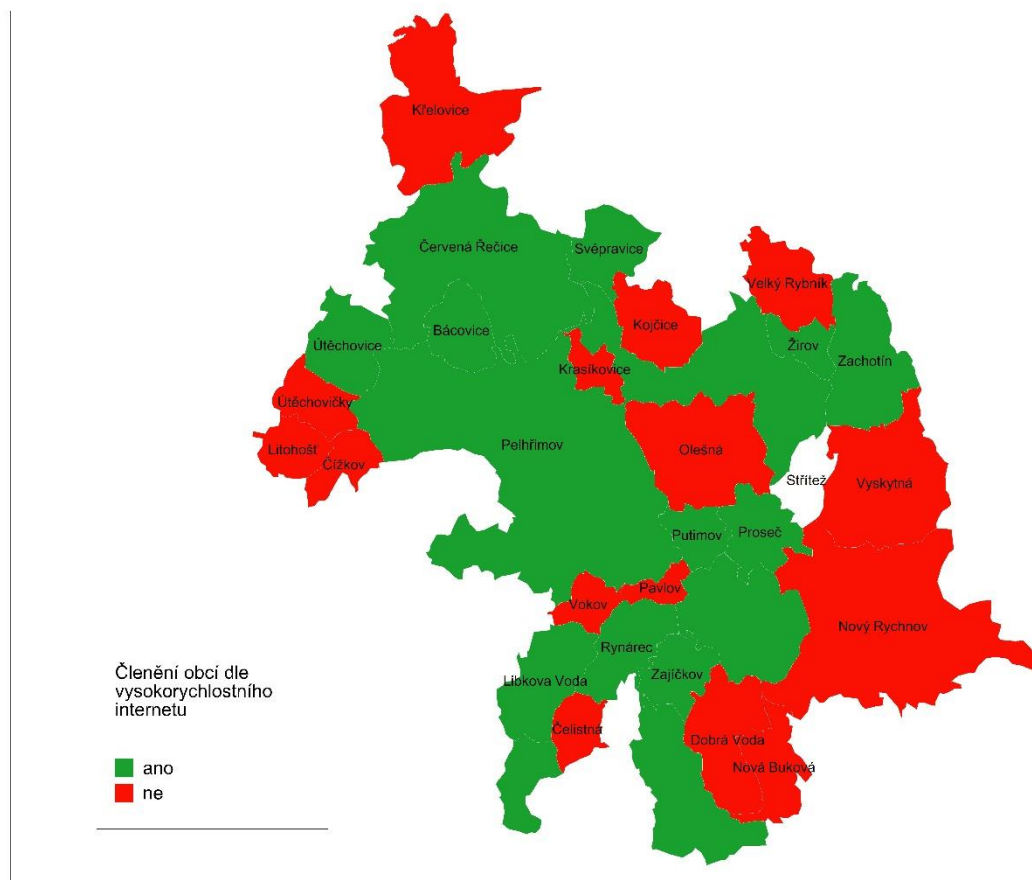 Křelovice
Červená Řečice
Svépravice
Velký Rybník
Kojčice
Bácovice
Útěchovice
Žirov
Zachotín
Krasíkovice
Útěchovičky
Pelhřimov
Olešná
Litohošť
Čížkov
Střítež
Vyskytná
Putimov
Proseč
Pavlov
Vokov
Nový Rychnov
Rynárec
Zajíčkov
Libkova Voda
Čelistná
Dobrá Voda
Nová Buková
Členění obcí dle
vysokorychlostního
internetu
ano
ne